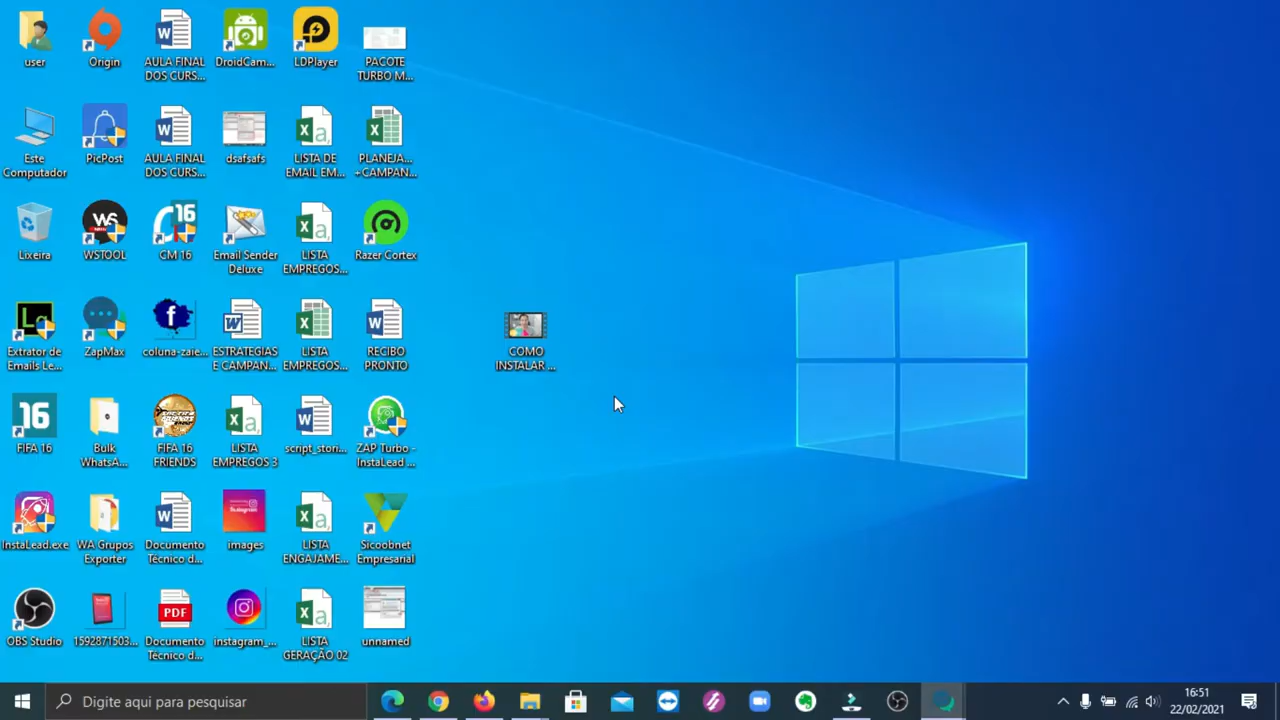 user
Origin
AULA FINAL
DOS CURS...
DroidCam...
LDPlayer
PACOTE
TURBO M...
Este
Computador
PicPost
AULA FINAL
DOS CURS...
dsafsafs
LISTA DE
EMAIL EM...
PLANEJA...
+CAMPAN...
Lixeira
WS
WSTOOL
16
CM 16
Email Sender
Deluxe
LISTA
EMPREGOS...
Razer Cortex
Extrator de
Emails Le...
ZapMax
coluna-zaie...
ESTRATEGIAS
E CAMPAN...
LISTA
EMPREGOS...
RECIBO
PRONTO
COMO
INSTALAR ...
16
FIFA 16
Bulk
WhatsA...
FIFA 16
FRIENDS
LISTA
EMPREGOS 3
script_stori...
ZAP Turbo -
InstaLead ...
InstaLead.exe
WA Grupos
Exporter
Documento
Técnico d...
images
LISTA
ENGAJAME...
Sicoobnet
Empresarial
OBS Studio
1592871503...
PDF
Documento
Técnico d...
instagram_...
LISTA
GERAÇÃO 02
unnamed
Digite aqui para pesquisar
16:51
22/02/2021